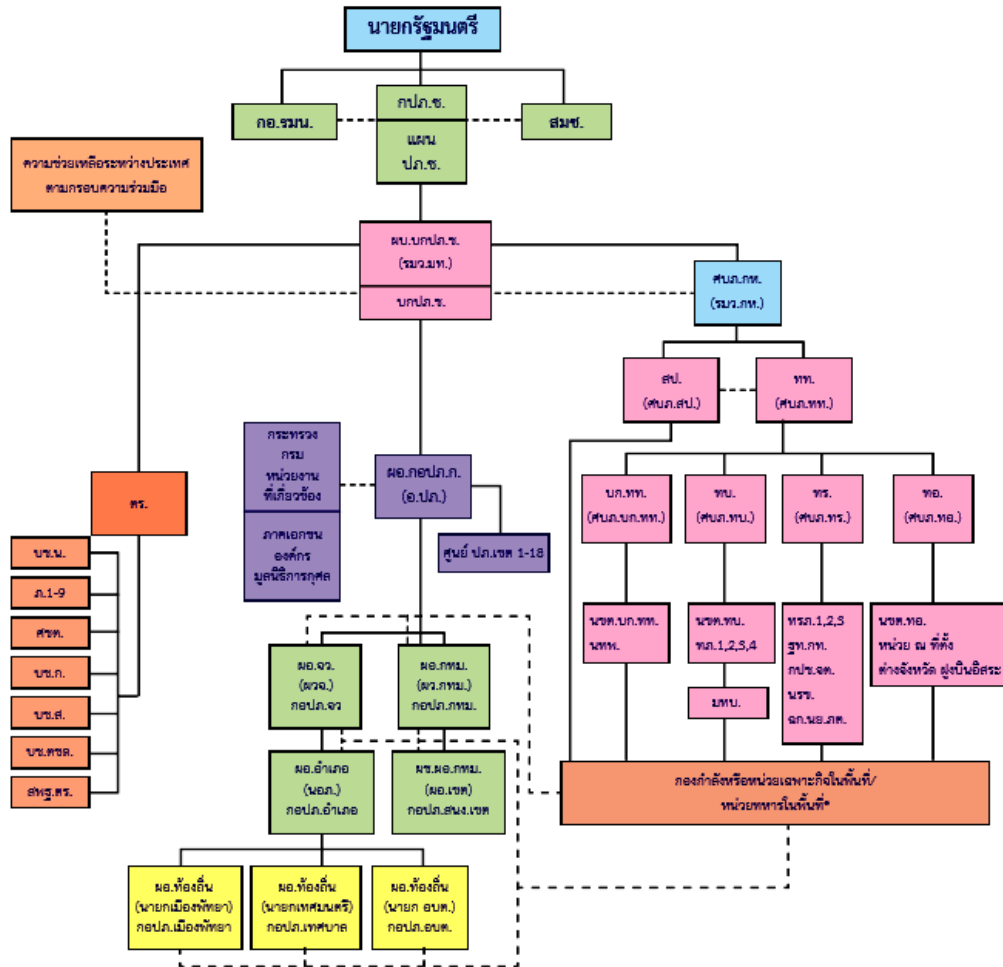 นายกรัฐมนตรี
กอ.รมน.
กปภ.ช.
แผน
ปภ.ช.
สมช.
ความช่วยเหลือระหว่างประเทศ
ตามกรอบความร่วมมือ
ผบ.บกปภ.ช.
(รมว.มท.)
บกปภ.ช.
ศบภ.กห.
(รมว.กห.)
สป.
(ศบภ.สป.)
ทท.
(ศบภ.ทท.)
กระทรวง
กรม
หน่วยงาน
ที่เกี่ยวข้อง
ภาคเอกชน
องค์กร
มูลนิธิการกุศล
ผอ.กอปภ.ก.
(อ.ปภ.)
ศูนย์ ปภ.เขต 1-18
ตร.
บช.น.
ภ.1-9
ศชต.
บช.ก.
บช.ส.
บช.ตชด.
สพฐ.ตร.
บก.ทท.
(ศบภ.บก.ทท.)
ทบ.
(ศบภ.ทบ.)
ทร.
(ศบภ.ทร.)
ทอ.
(ศบภ.ทอ.)
นขต.บก.ทท.
นทพ.
นขต.ทบ.
ทภ.1,2,3,4
มทบ.
ทรภ.1,2,3
ฐท.กท.
กปช.จต.
นรข.
ฉก.นย.ภต.
นขต.ทอ.
หน่วย ณ ที่ตั้ง
ต่างจังหวัด ฝูงบินอิสระ
ผอ.จว.
(ผวจ.)
กอปภ.จว
ผอ.กทม.
(ผว.กทม.)
กอปภ.กทม.
ผอ.อำเภอ
(นอภ.)
กอปภ.อำเภอ
ผช.ผอ.กทม.
(ผอ.เขต)
กอปภ.สนง.เขต
กองกำลังหรือหน่วยเฉพาะกิจในพื้นที่/
หน่วยทหารในพื้นที่*
ผอ.ท้องถิ่น
(นายกเมืองพัทยา)
กอปภ.เมืองพัทยา
ผอ.ท้องถิ่น
(นายกเทศมนตรี)
กอปภ.เทศบาล
ผอ.ท้องถิ่น
(นายก อบต.)
กอปภ.อบต.